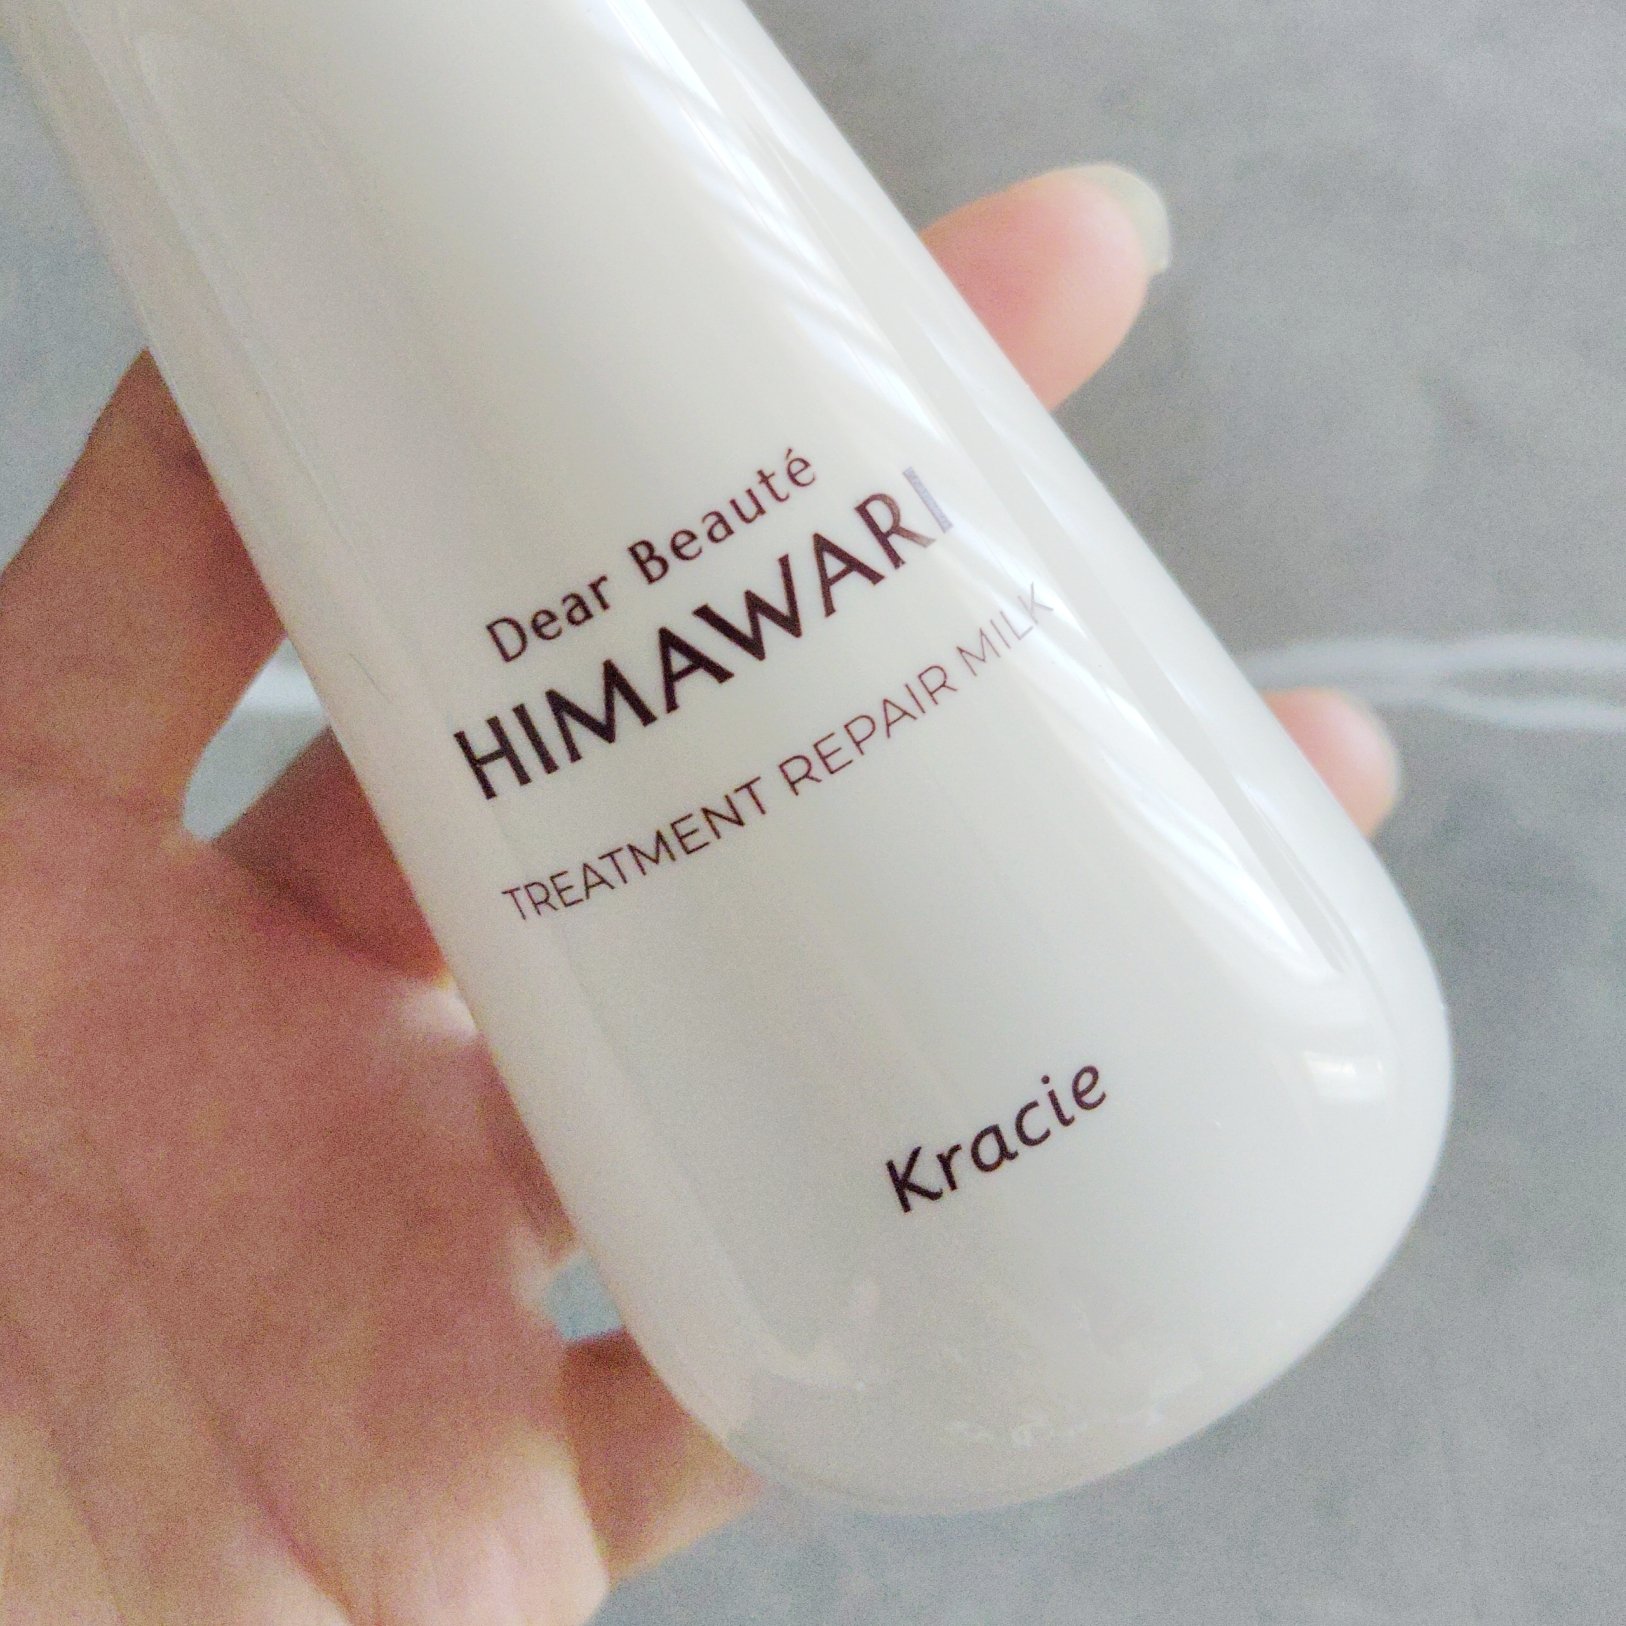 Dear Beauté
HIMAWARI
TREATMENT REPAIR MILK
Kracie